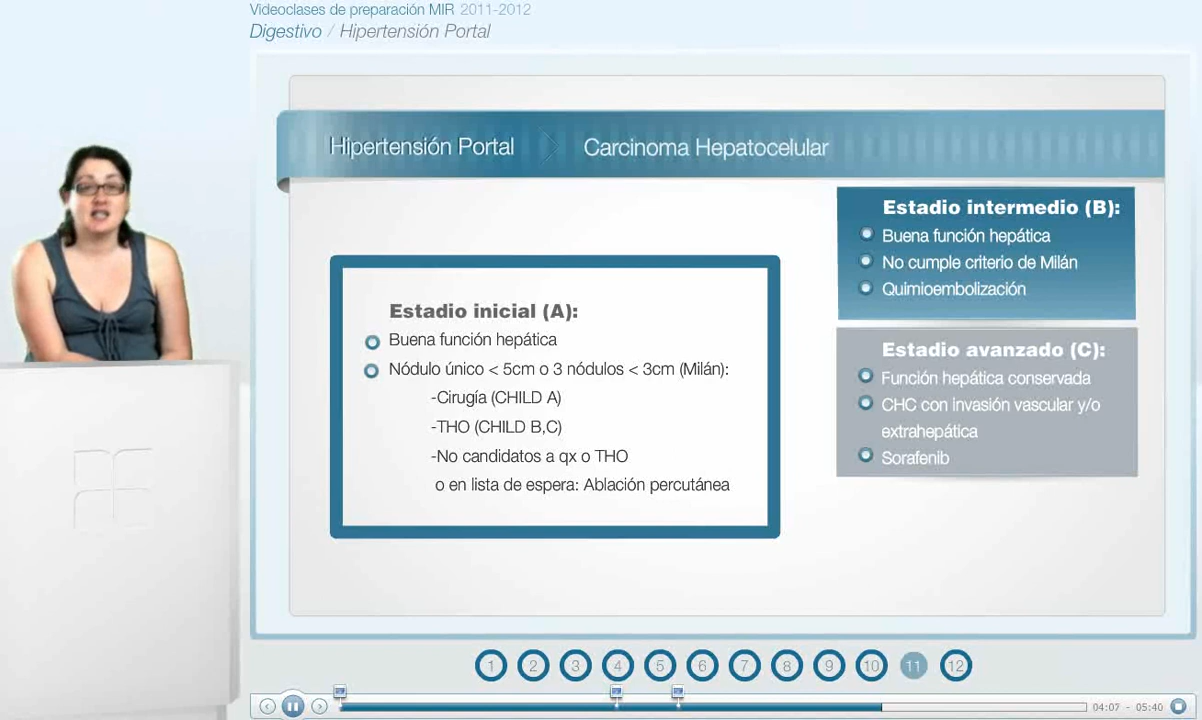 Videoclases de preparación MIR 2011-2012
Digestivo / Hipertensión Portal
Hipertensión Portal
Carcinoma Hepatocelular
Estadio inicial (A):
Buena función hepática
Nódulo único < 5cm o 3 nódulos < 3cm (Milán):
-Cirugía (CHILD A)
-THO (CHILD B,C)
-No candidatos a qx o THO
o en lista de espera: Ablación percutánea
Estadio intermedio (B):
Buena función hepática
No cumple criterio de Milán
Quimioembolización
Estadio avanzado (C):
Función hepática conservada
CHC con invasión vascular y/o
extrahepática
Sorafenib
1 2 3 4 5 6 7 8 9 10 11 12
04:07 - 05:40